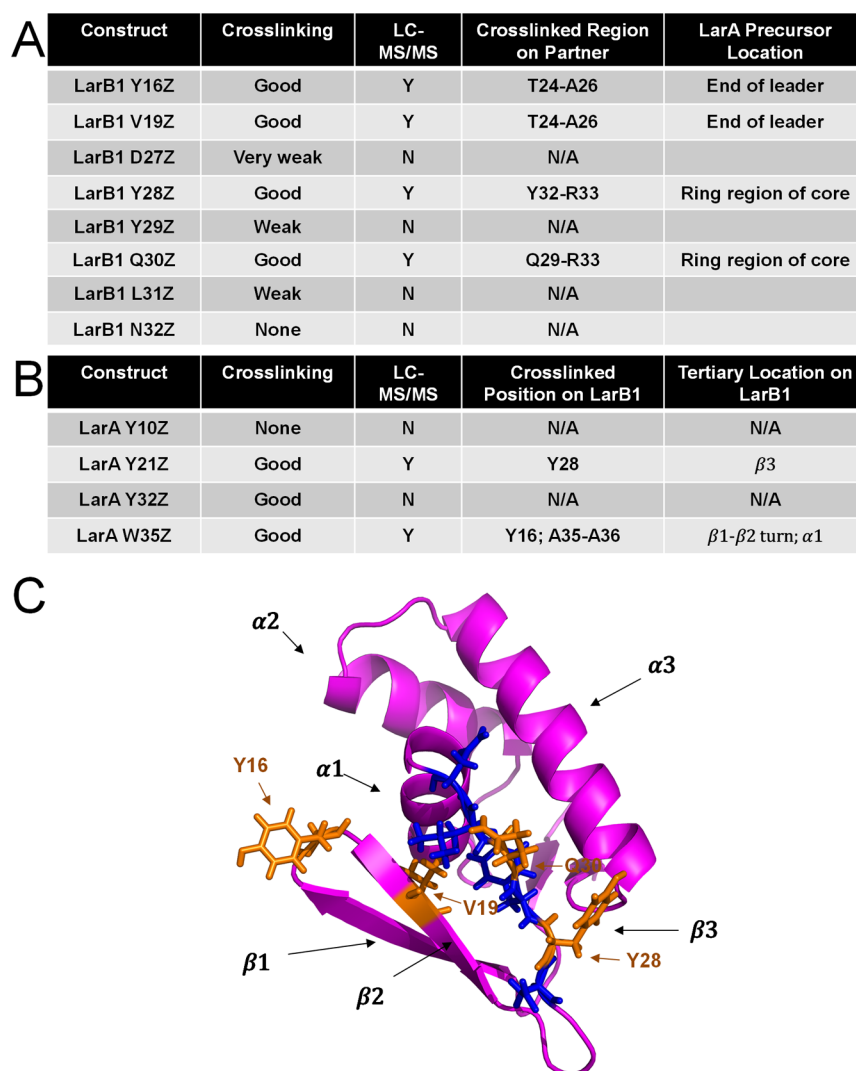 A
Construct Crosslinking LC-MS/MS Crosslinked Region on Partner LarA Precursor Location
LarB1 Y16Z Good Y T24-A26 End of leader
LarB1 V19Z Good Y T24-A26 End of leader
LarB1 D27Z Very weak N N/A
LarB1 Y28Z Good Y Y32-R33 Ring region of core
LarB1 Y29Z Weak N N/A
LarB1 Q30Z Good Y Q29-R33 Ring region of core
LarB1 L31Z Weak N N/A
LarB1 N32Z None N N/A
B
Construct Crosslinking LC-MS/MS Crosslinked Position on LarB1 Tertiary Location on LarB1
LarA Y10Z None N N/A N/A
LarA Y21Z Good Y Y28 β3
LarA Y32Z Good N N/A N/A
LarA W35Z Good Y Y16; A35-A36 β1-β2 turn; α1
C
α2
α3
Y16
α1
V19
β3
Y28
β1
β2